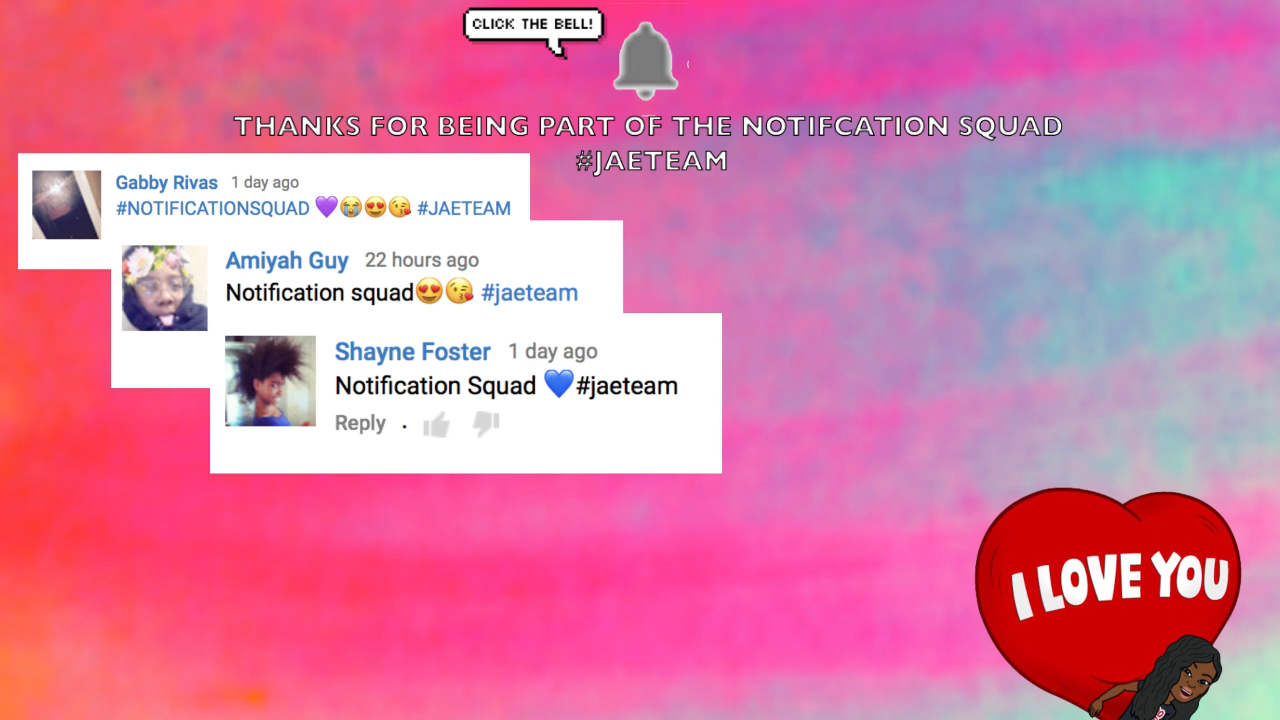 CLICK THE BELL!
THANKS FOR BEING PART OF THE NOTIFCATION SQUAD
#JAETEAM
Gabby Rivas 1 day ago
#NOTIFICATIONSQUAD 💜😭😍😘 #JAETEAM
Amiyah Guy 22 hours ago
Notification squad😍😘 #jaeteam
Shayne Foster 1 day ago
Notification Squad 💙#jaeteam
Reply ·
I LOVE YOU